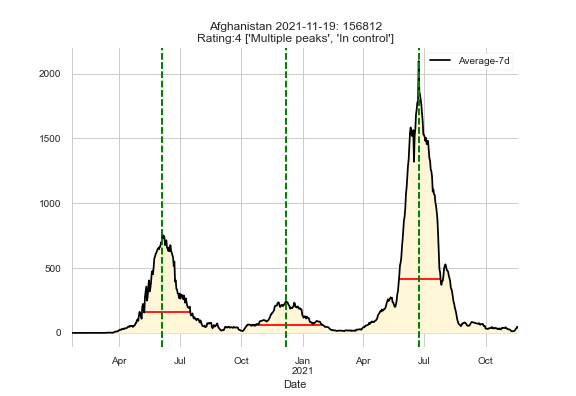 Afghanistan 2021-11-19: 156812
Rating:4 ['Multiple peaks', 'In control']
Average-7d
2000
1500
1000
500
0
Apr Jul Oct Jan Apr Jul Oct
2021
Date